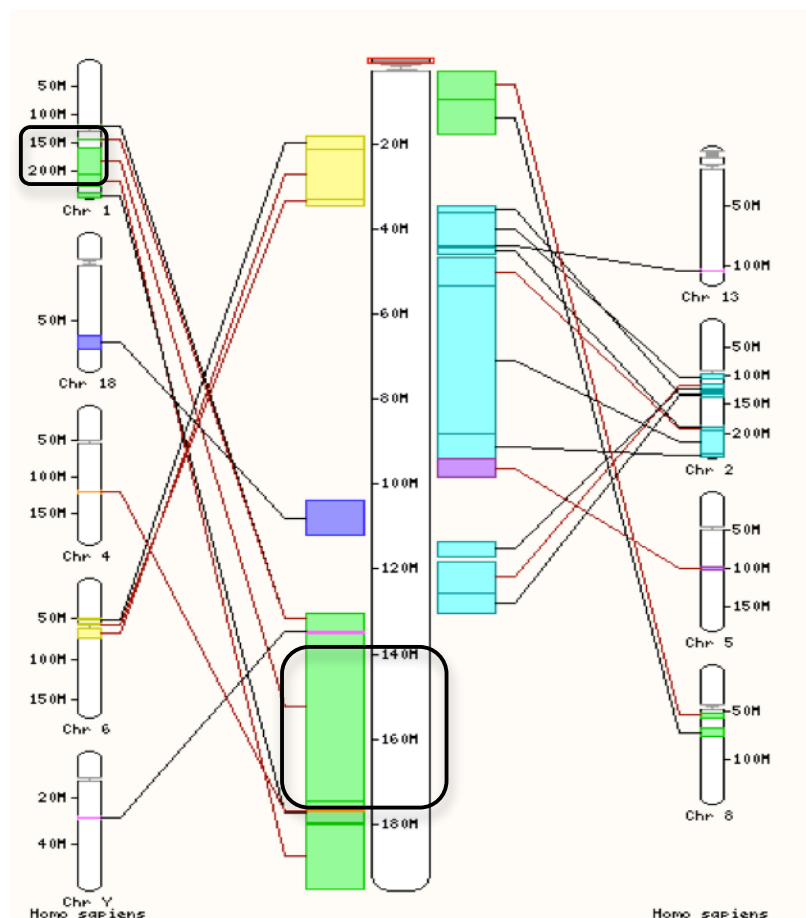 50M
100M
150M
200M
Chr 1
50M
Chr 18
50M
100M
150M
Chr 4
50M
100M
150M
Chr 6
20M
40M
Chr Y
Homo sapiens
20M
40M
60M
80M
100M
120M
140M
160M
180M
50M
100M
Chr 13
50M
100M
150M
200M
Chr 2
50M
100M
150M
Chr 5
50M
100M
Chr 8
Homo sapiens